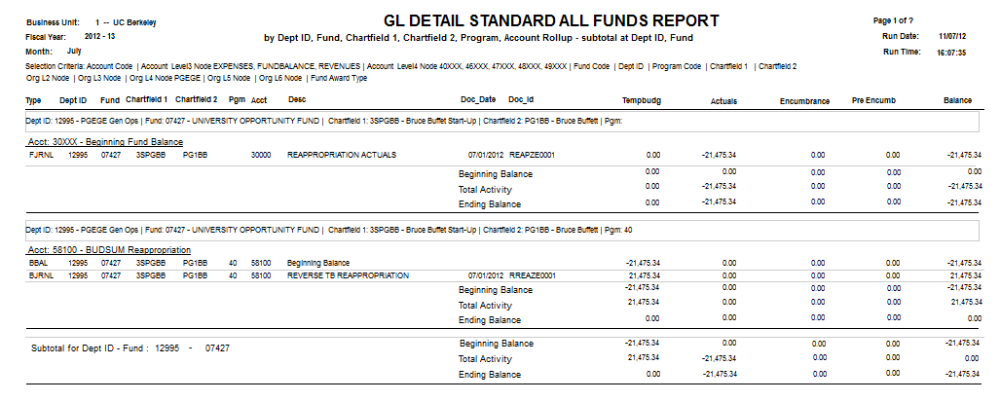 GL DETAIL STANDARD ALL FUNDS REPORT
Business Unit: 1 -- UC Berkeley
Page 1 of ?
Fiscal Year: 2012 - 13
by Dept ID, Fund, Chartfield 1, Chartfield 2, Program, Account Rollup - subtotal at Dept ID, Fund
Run Date: 11/07/12
Month: July
Run Time: 16:07:35
Selection Criteria: Account Code | Account Level3 Node EXPENSES, FUNDBALANCE, REVENUES | Account Level4 Node 40XXX, 46XXX, 47XXX, 48XXX, 49XXX | Fund Code | Dept ID | Program Code | Chartfield 1 | Chartfield 2
Org L2 Node | Org L3 Node | Org L4 Node PGEGE | Org L5 Node | Org L6 Node | Fund Award Type
Type Dept ID Fund Chartfield 1 Chartfield 2 Pgm Acct Desc Doc_Date Doc_Id Tempbudg Actuals Encumbrance Pre Encumb Balance
Dept ID: 12995 - PGEGE Gen Ops | Fund: 07427 - UNIVERSITY OPPORTUNITY FUND | Chartfield 1: 3SPGBB - Bruce Buffet Start-Up | Chartfield 2: PG1BB - Bruce Buffett | Pgm:
Acct: 30XXX - Beginning Fund Balance
FJRNL 12995 07427 3SPGBB PG1BB 30000 REAPPROPRIATION ACTUALS 07/01/2012 REAPZE0001 0.00 -21,475.34 0.00 0.00 -21,475.34
Beginning Balance 0.00 0.00 0.00 0.00 0.00
Total Activity 0.00 -21,475.34 0.00 0.00 -21,475.34
Ending Balance 0.00 -21,475.34 0.00 0.00 -21,475.34
Dept ID: 12995 - PGEGE Gen Ops | Fund: 07427 - UNIVERSITY OPPORTUNITY FUND | Chartfield 1: 3SPGBB - Bruce Buffet Start-Up | Chartfield 2: PG1BB - Bruce Buffett | Pgm: 40
Acct: 58100 - BUDSUM Reappropriation
BBAL 12995 07427 3SPGBB PG1BB 40 58100 Beginning Balance -21,475.34 0.00 0.00 0.00 -21,475.34
BJRNL 12995 07427 3SPGBB PG1BB 40 58100 REVERSE TB REAPPROPRIATION 07/01/2012 RREAZE0001 21,475.34 0.00 0.00 0.00 21,475.34
Beginning Balance -21,475.34 0.00 0.00 0.00 -21,475.34
Total Activity 21,475.34 0.00 0.00 0.00 21,475.34
Ending Balance 0.00 0.00 0.00 0.00 0.00
Subtotal for Dept ID - Fund : 12995 - 07427
Beginning Balance -21,475.34 0.00 0.00 0.00 -21,475.34
Total Activity 21,475.34 -21,475.34 0.00 0.00 0.00
Ending Balance 0.00 -21,475.34 0.00 0.00 -21,475.34